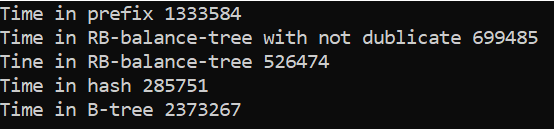 Time in prefix 1333584
Time in RB-balance-tree with not dublicate 699485
Tine in RB-balance-tree 526474
Time in hash 285751
Time in B-tree 2373267